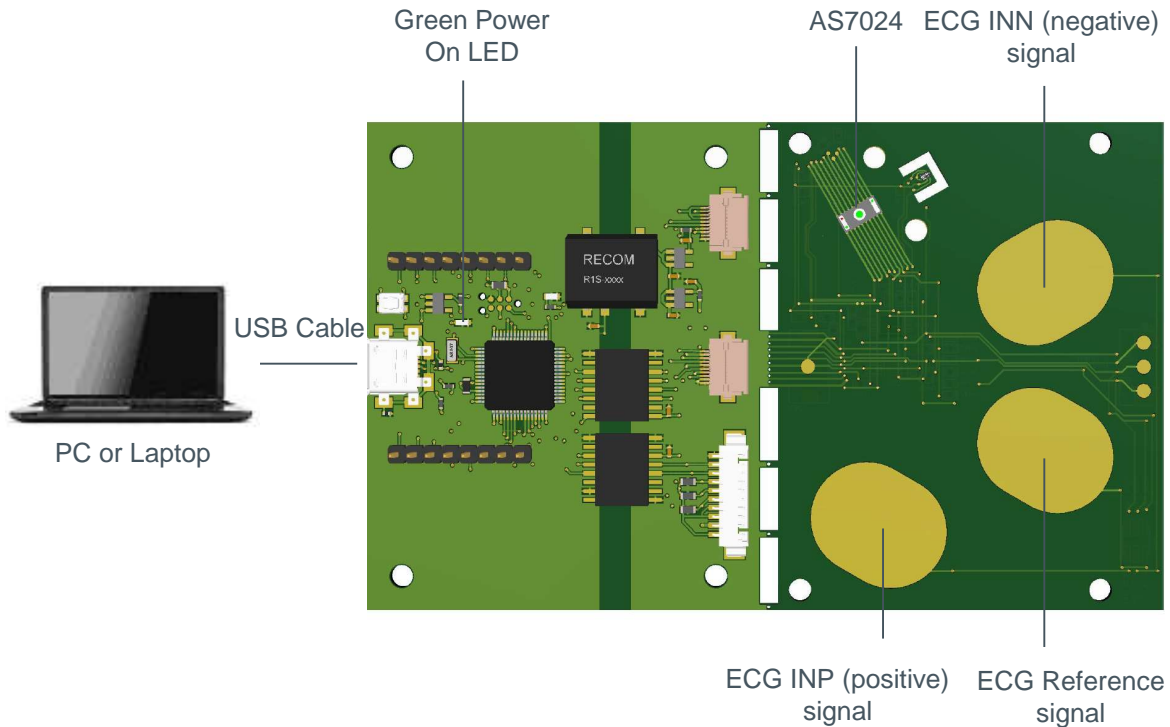 Green Power
On LED
AS7024
ECG INN (negative)
signal
RECOM
R1S-xxxx
USB Cable
PC or Laptop
ECG INP (positive)
signal
ECG Reference
signal